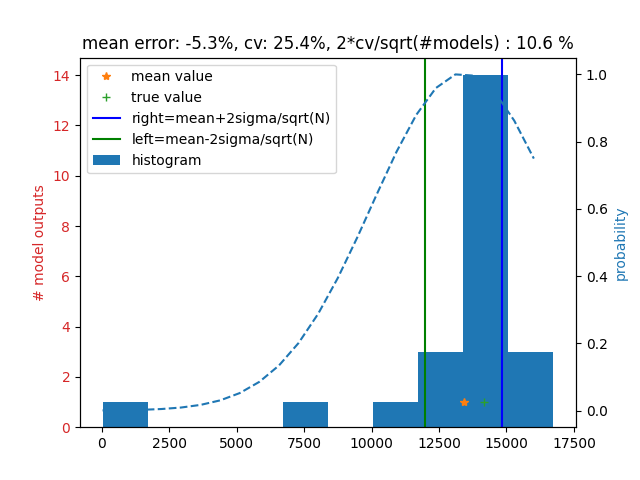 mean error: -5.3%, cv: 25.4%, 2*cv/sqrt(#models) : 10.6 %
mean value
true value
right=mean+2sigma/sqrt(N)
left=mean-2sigma/sqrt(N)
histogram
# model outputs
14
12
10
8
6
4
2
0
probability
1.0
0.8
0.6
0.4
0.2
0.0
0 2500 5000 7500 10000 12500 15000 17500